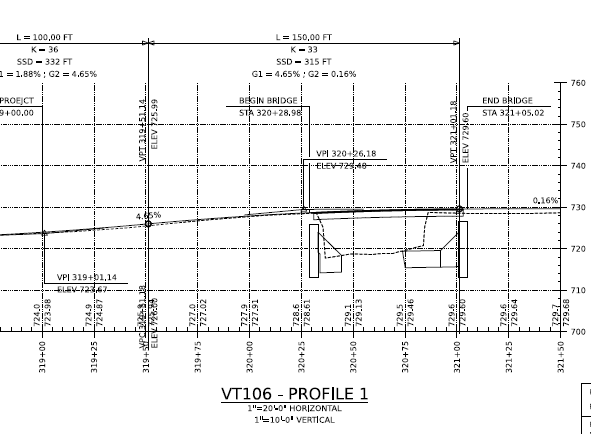 L = 100,00 FT
K = 36
SSD = 332 FT
1 = 1.88% ; G2 = 4.65%
L = 150,00 FT
K = 33
SSD = 315 FT
G1 = 4.65% ; G2 = 0.16%
PROEJCT
9+00,00
VPT 319+51.14
ELEV 725.99
BEGIN BRIDGE
STA 320+28,98
VPI 320+26,18
ELEV 729.48
VPT 321+01.18
ELEV 729.60
END BRIDGE
STA 321+05.02
760
750
740
730
720
710
700
4.65%
0.16%
VPI 319+01,14
ELEV 723.67
724.0
723.98
724.9
724.87
727.0
727.02
727.9
727.91
728.6
728.61
729.1
729.13
729.5
729.46
729.6
729.60
729.6
729.64
729.7
729.68
319+00
319+25
319+75
320+00
320+25
320+50
320+75
321+00
321+25
321+50
VT106 - PROFILE 1
1"=20'-0" HORIZONTAL
1"=10'-0" VERTICAL